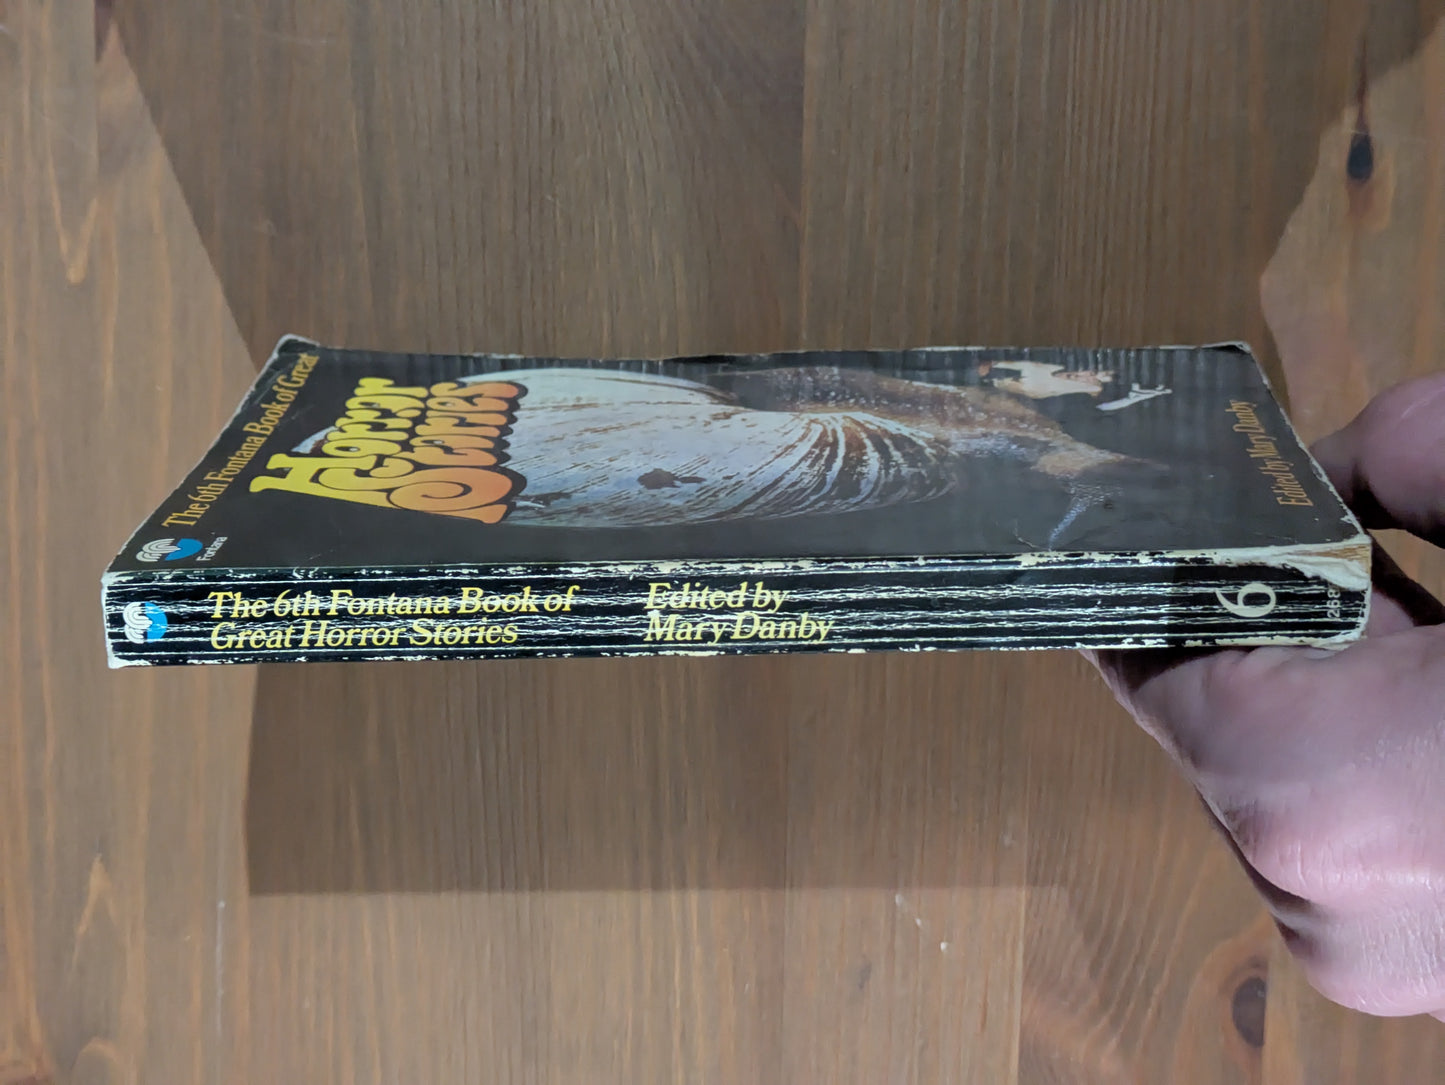 The 6th Fontana Book of Great
Horror
Stories
Fontana
Edited by Mary Danby
The 6th Fontana Book of
Great Horror Stories
Edited by
Mary Danby
6